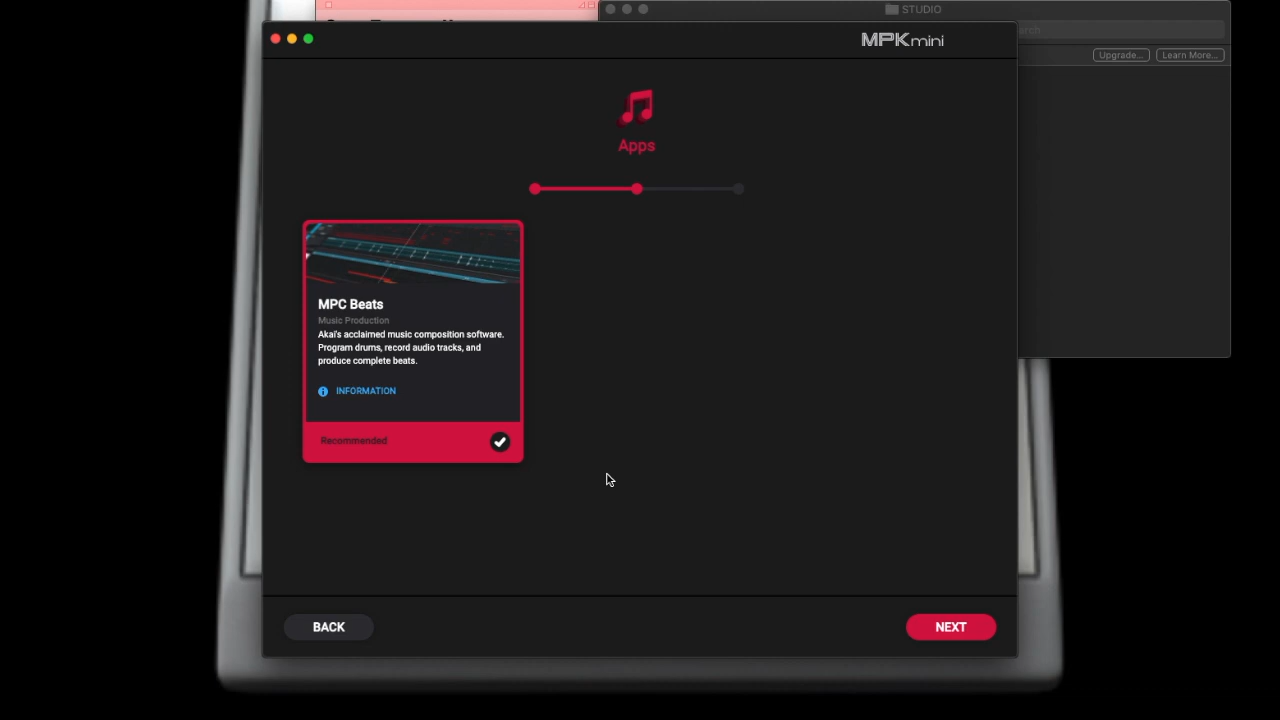 STUDIO
MPKmini
arch
Upgrade...
Learn More...
Apps
MPC Beats
Music Production
Akai's acclaimed music composition software.
Program drums, record audio tracks, and
produce complete beats.
INFORMATION
Recommended
BACK
NEXT